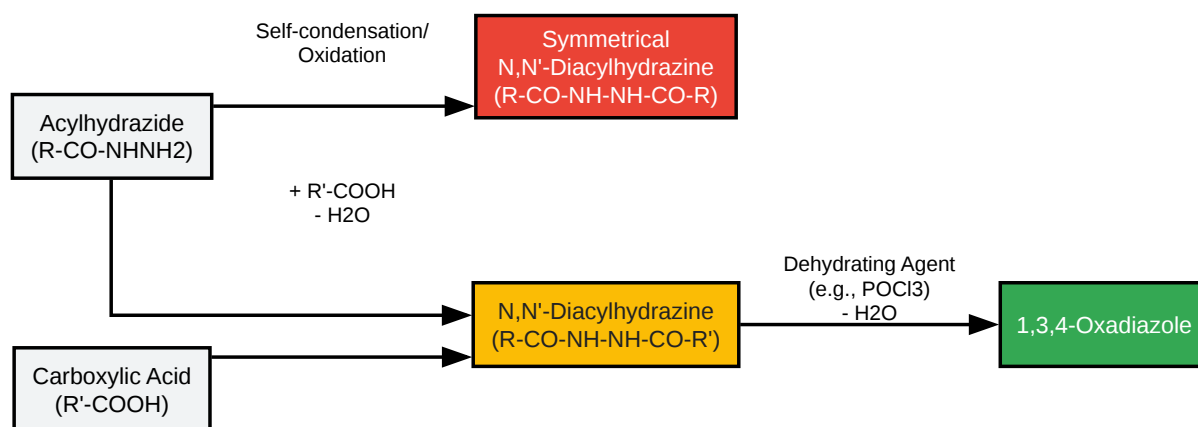 Self-condensation/
Oxidation
Symmetrical
N,N'-Diacylhydrazine
(R-CO-NH-NH-CO-R)
Acylhydrazide
(R-CO-NHNH2)
+ R'-COOH
- H2O
Dehydrating Agent
(e.g., POCl3)
- H2O
N,N'-Diacylhydrazine
(R-CO-NH-NH-CO-R')
1,3,4-Oxadiazole
Carboxylic Acid
(R'-COOH)